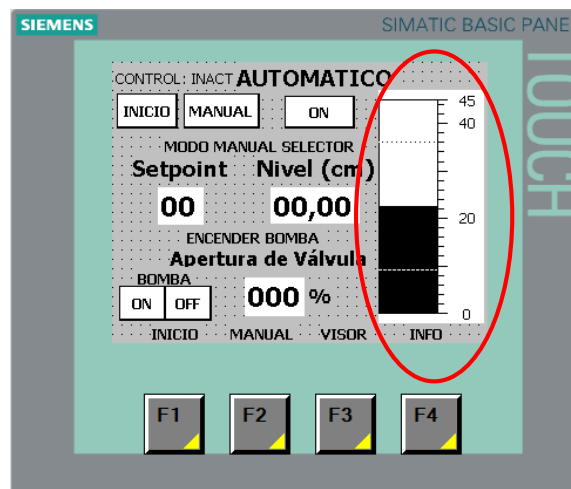 SIEMENS SIMATIC BASIC PANE
TOUCH
CONTROL: INACT AUTOMATICO
INICIO MANUAL ON
45
40
MODO MANUAL SELECTOR
Setpoint Nivel (cm)
00 00,00
20
ENCENDER BOMBA
Apertura de Válvula
BOMBA
ON OFF 000 %
0
INICIO MANUAL VISOR INFO
F1 F2 F3 F4